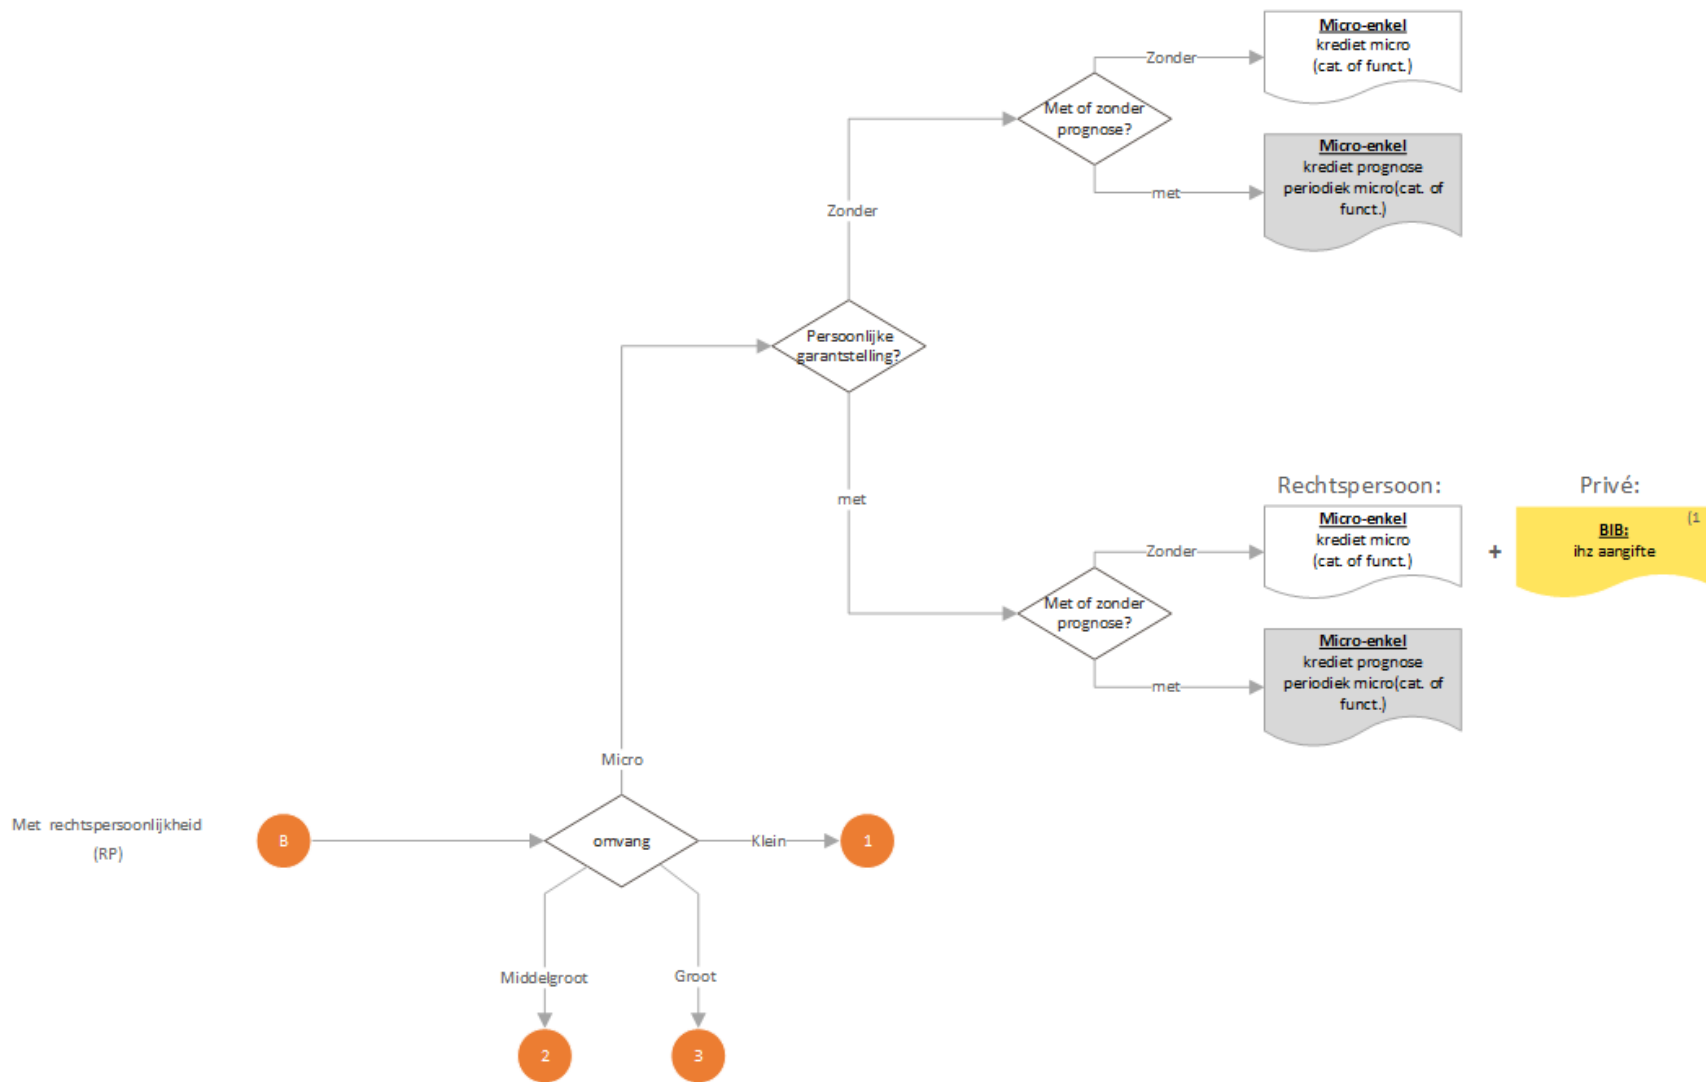 Micro-enkel
krediet micro
(cat. of funct.)
Zonder
Met of zonder
prognose?
Micro-enkel
krediet prognose
periodiek micro(cat. of
funct.)
met
Zonder
Persoonlijke
garantstelling?
met
Rechtspersoon:
Privé:
Micro-enkel
krediet micro
(cat. of funct.)
+
(1
BIB:
ihz aangifte
Zonder
Met of zonder
prognose?
Micro-enkel
krediet prognose
periodiek micro(cat. of
funct.)
met
Micro
Met rechtspersoonlijkheid
(RP)
B
omvang
Klein
1
Middelgroot
Groot
2
3